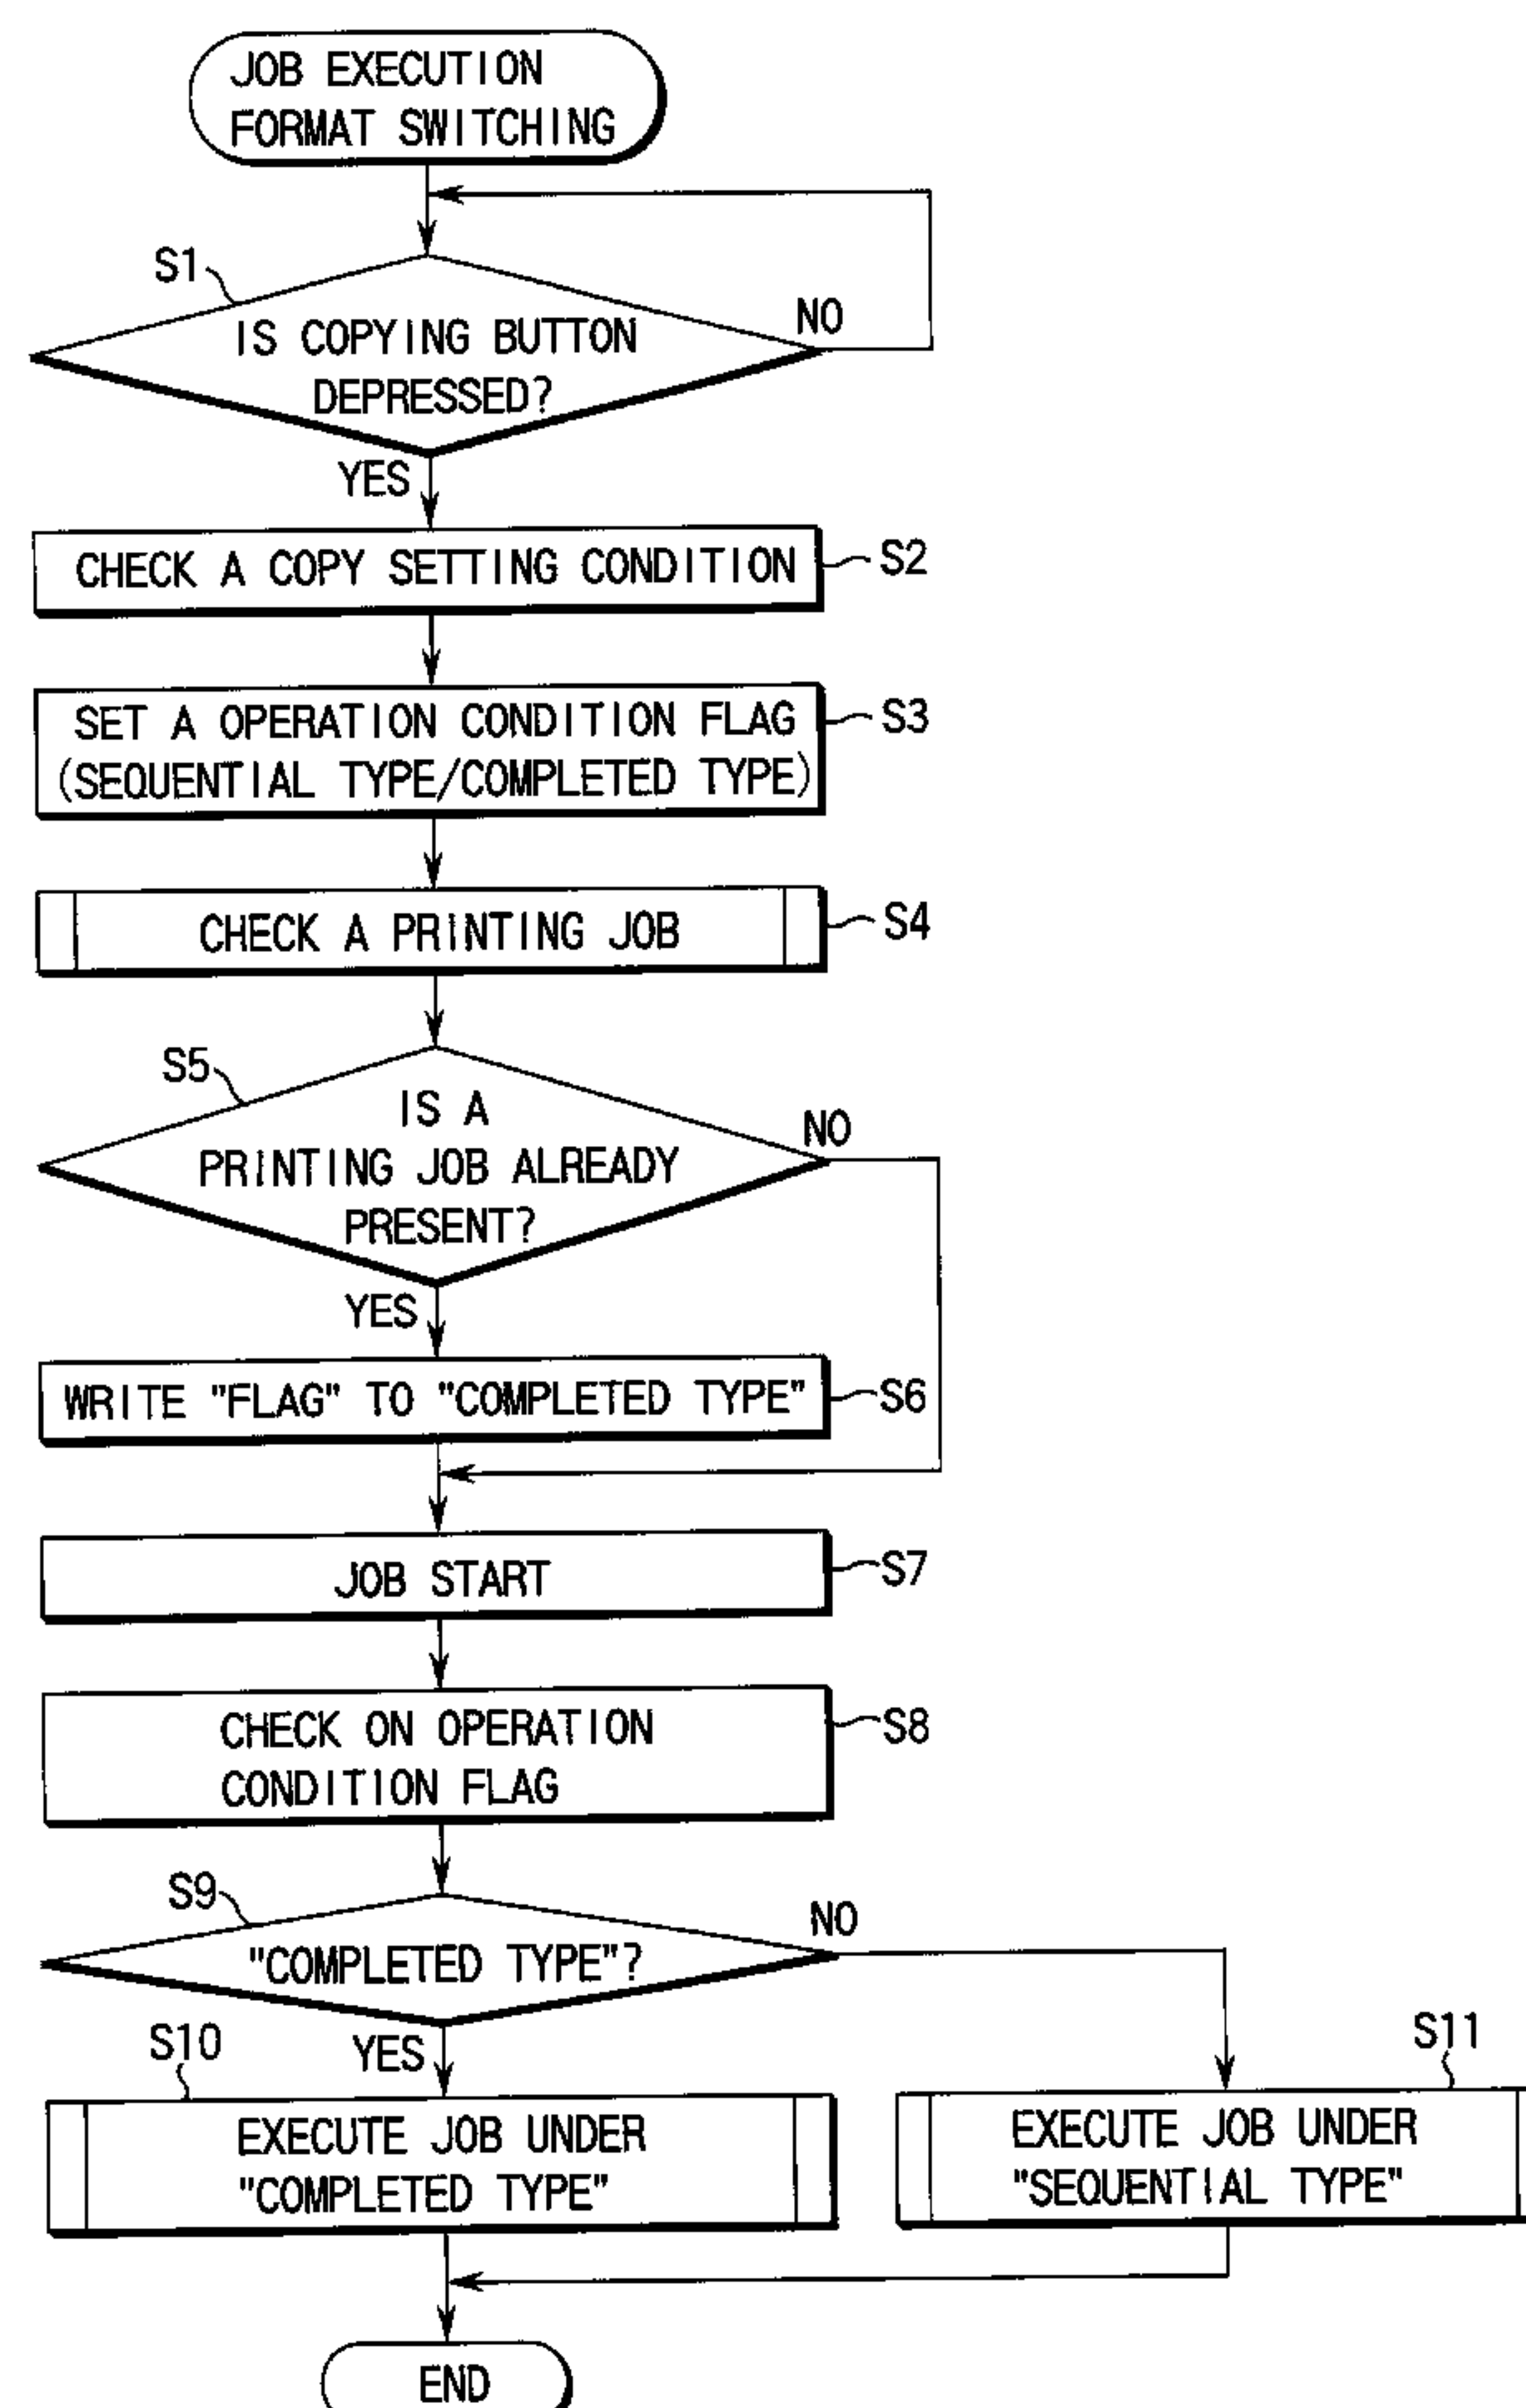 JOB EXECUTION
FORMAT SWITCHING
S1
NO
IS COPYING BUTTON
DEPRESSED?
YES
CHECK A COPY SETTING CONDITION
S2
SET A OPERATION CONDITION FLAG
(SEQUENTIAL TYPE/COMPLETED TYPE)
S3
CHECK A PRINTING JOB
S4
S5
IS A
NO
PRINTING JOB ALREADY
PRESENT?
YES
WRITE "FLAG" TO "COMPLETED TYPE"
S6
JOB START
S7
CHECK ON OPERATION
CONDITION FLAG
S8
S9
NO
"COMPLETED TYPE"?
YES
S10
S11
EXECUTE JOB UNDER
"COMPLETED TYPE"
EXECUTE JOB UNDER
"SEQUENTIAL TYPE"
END